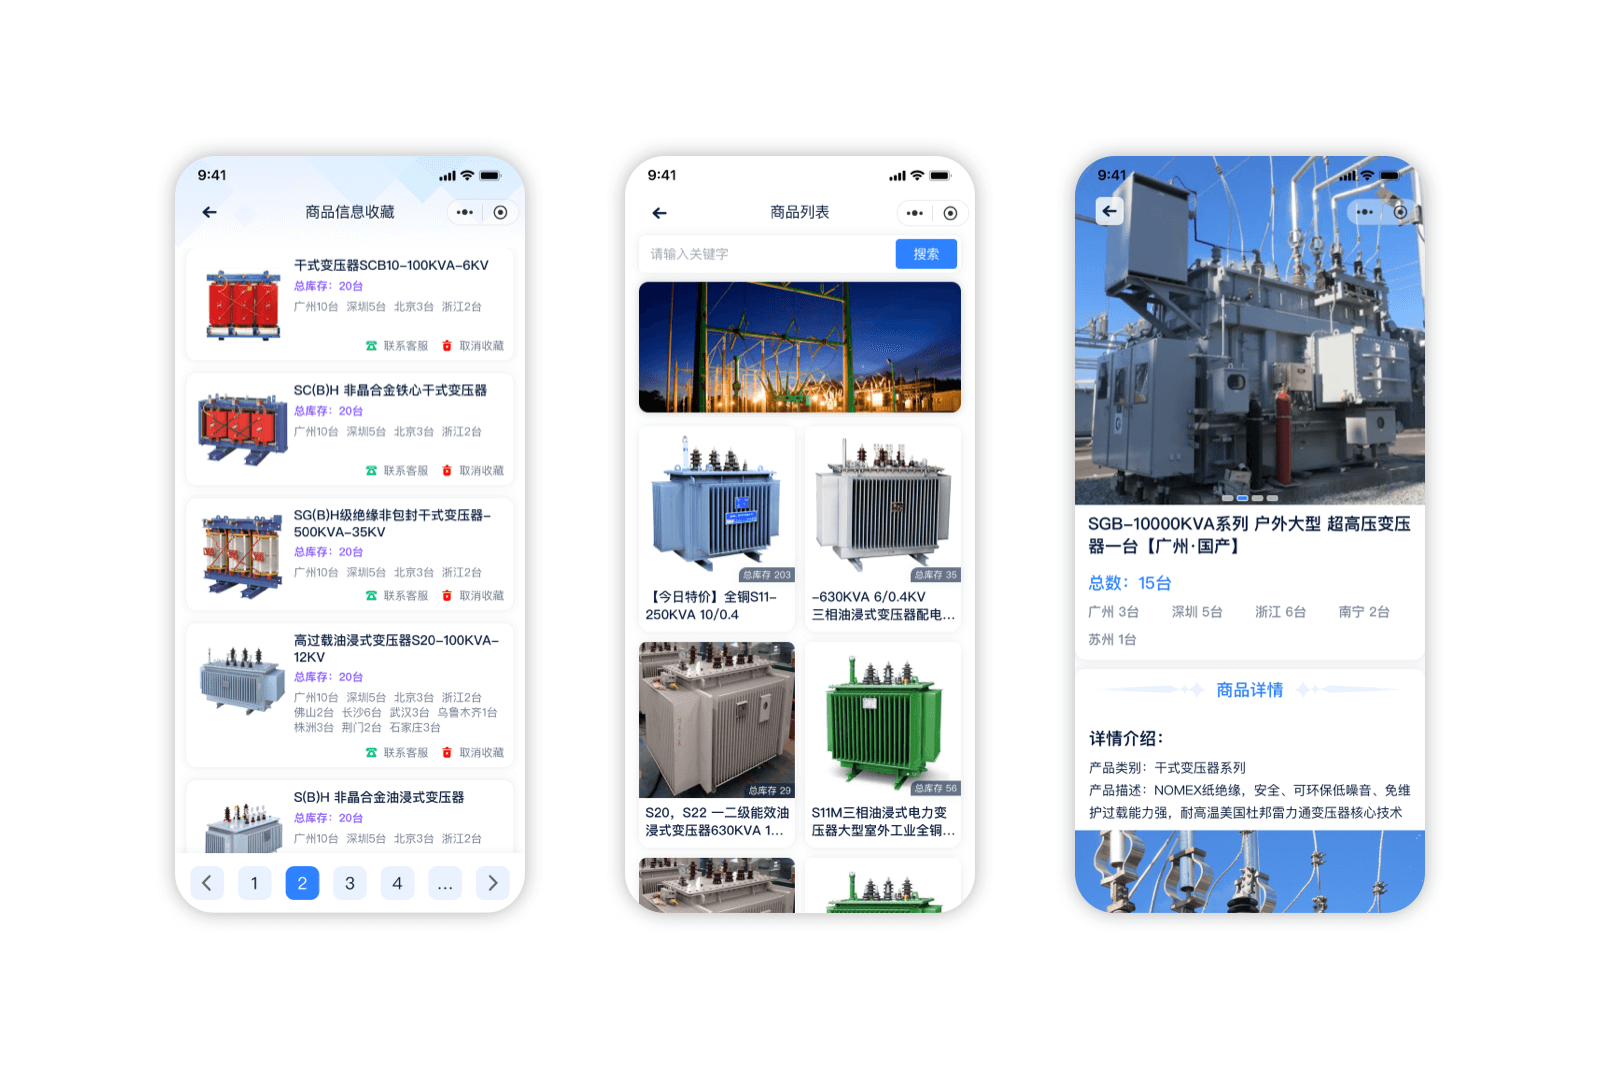 9:41
商品信息收藏
干式变压器SCB10-100KVA-6KV
总库存：20台
广州10台 深圳5台 北京3台 浙江2台
联系客服 取消收藏
SC(B)H 非晶合金铁心干式变压器
总库存：20台
广州10台 深圳5台 北京3台 浙江2台
联系客服 取消收藏
SG(B)H级绝缘非包封干式变压器-
500KVA-35KV
总库存：20台
广州10台 深圳5台 北京3台 浙江2台
联系客服 取消收藏
高过载油浸式变压器S20-100KVA-
12KV
总库存：20台
广州10台 深圳5台 北京3台 浙江2台
佛山2台 长沙6台 武汉3台 乌鲁木齐1台
株洲3台 荆门2台 石家庄3台
联系客服 取消收藏
S(B)H 非晶合金油浸式变压器
总库存：20台
广州10台 深圳5台 北京3台 浙江2台
1 2 3 4 ...
9:41
商品列表
请输入关键字 搜索
总库存 203
【今日特价】全铜S11-
250KVA 10/0.4
总库存 35
-630KVA 6/0.4KV
三相油浸式变压器配电...
总库存 29
S20，S22 一二级能效油
浸式变压器630KVA 1...
总库存 56
S11M三相油浸式电力变
压器大型室外工业全铜...
9:41
SGB-10000KVA系列 户外大型 超高压变压
器一台【广州·国产】
总数：15台
广州 3台 深圳 5台 浙江 6台 南宁 2台
苏州 1台
商品详情
详情介绍：
产品类别：干式变压器系列
产品描述：NOMEX纸绝缘，安全、可环保低噪音、免维
护过载能力强，耐高温美国杜邦雷力通变压器核心技术